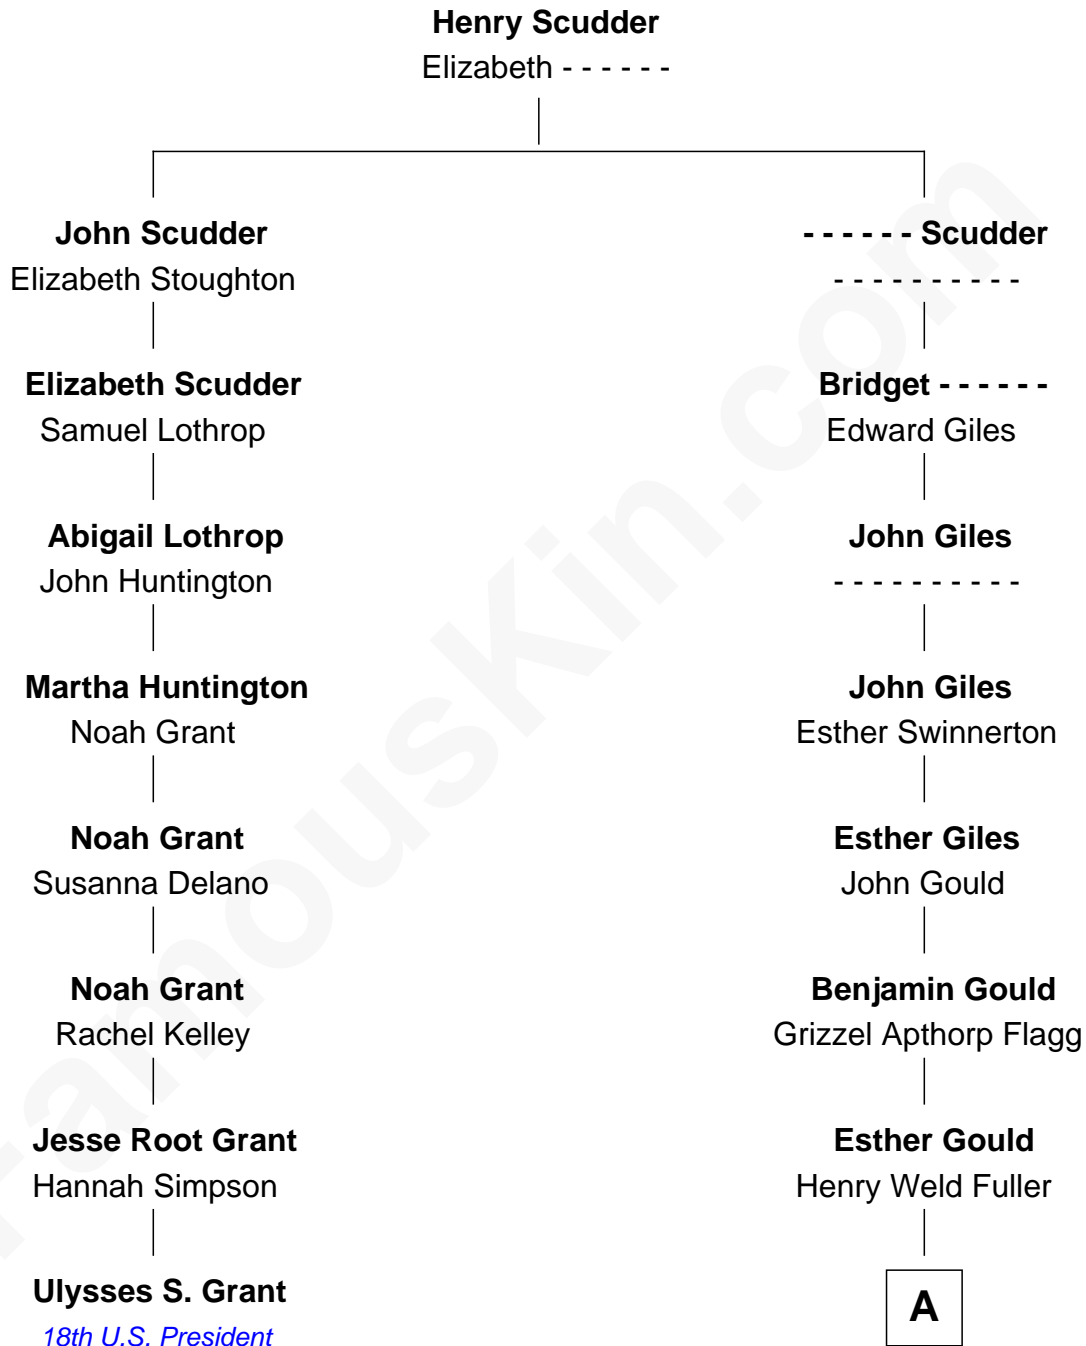 Henry Scudder
Elizabeth - - - - - -
John Scudder
Elizabeth Stoughton
- - - - - - Scudder
- - - - - - - - - -
Elizabeth Scudder
Samuel Lothrop
Bridget - - - - - -
Edward Giles
Abigail Lothrop
John Huntington
John Giles
- - - - - - - - - -
Martha Huntington
Noah Grant
John Giles
Esther Swinnerton
Noah Grant
Susanna Delano
Esther Giles
John Gould
Noah Grant
Rachel Kelley
Benjamin Gould
Grizzel Apthorp Flagg
Jesse Root Grant
Hannah Simpson
Esther Gould
Henry Weld Fuller
Ulysses S. Grant
18th U.S. President
A
FamousKin.com